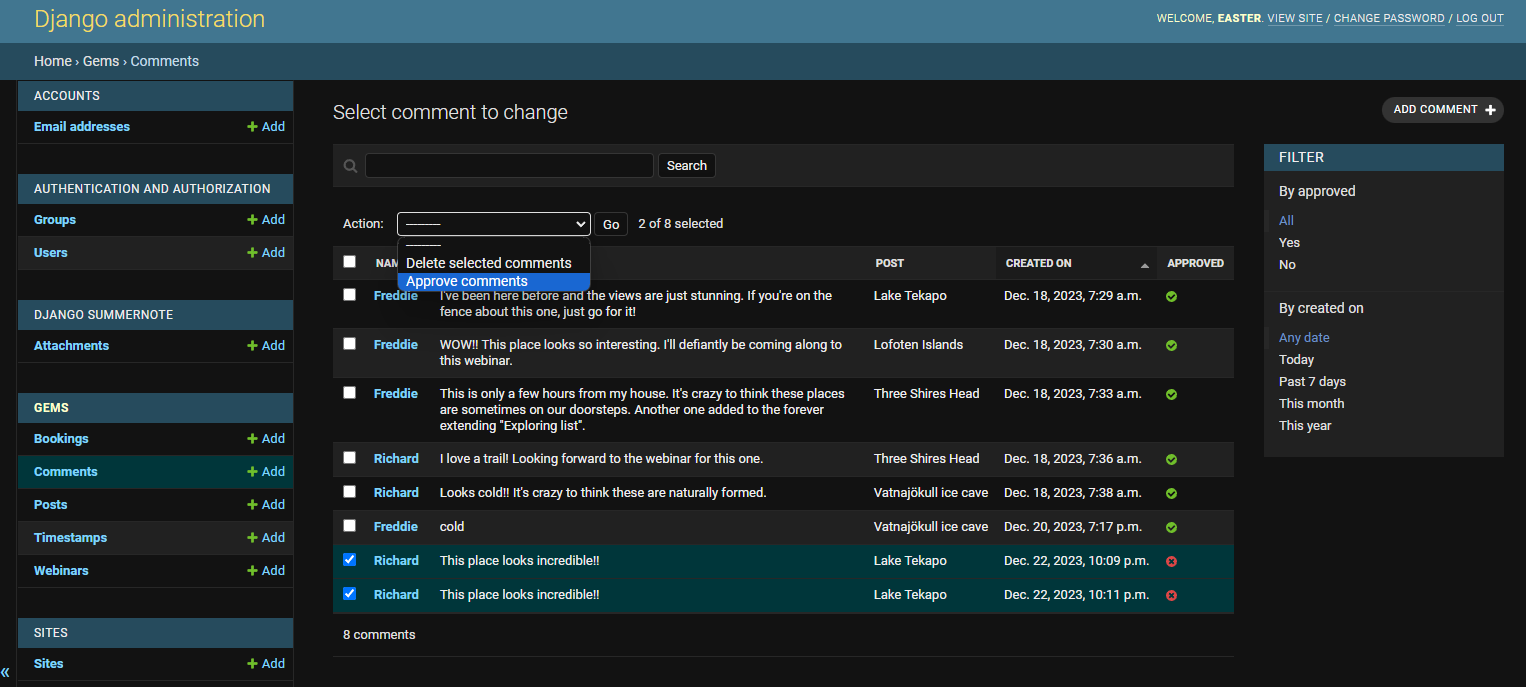 Django administration
WELCOME, EASTER. VIEW SITE / CHANGE PASSWORD / LOG OUT
Home › Gems › Comments
ACCOUNTS
Email addresses + Add
AUTHENTICATION AND AUTHORIZATION
Groups + Add
Users + Add
DJANGO SUMMERNOTE
Attachments + Add
GEMS
Bookings + Add
Comments + Add
Posts + Add
Timestamps + Add
Webinars + Add
SITES
Sites + Add
«
Select comment to change
ADD COMMENT +
Search
Action: --------- Go 2 of 8 selected
---------
Delete selected comments
Approve comments
POST CREATED ON APPROVED
Freddie I've been here before and the views are just stunning. If you're on the Lake Tekapo Dec. 18, 2023, 7:29 a.m.
fence about this one, just go for it!
Freddie WOW!! This place looks so interesting. I'll defiantly be coming along to Lofoten Islands Dec. 18, 2023, 7:30 a.m.
this webinar.
Freddie This is only a few hours from my house. It's crazy to think these places Three Shires Head Dec. 18, 2023, 7:33 a.m.
are sometimes on our doorsteps. Another one added to the forever
extending "Exploring list".
Richard I love a trail! Looking forward to the webinar for this one. Three Shires Head Dec. 18, 2023, 7:36 a.m.
Richard Looks cold!! It's crazy to think these are naturally formed. Vatnajökull ice cave Dec. 18, 2023, 7:38 a.m.
Freddie cold Vatnajökull ice cave Dec. 20, 2023, 7:17 p.m.
Richard This place looks incredible!! Lake Tekapo Dec. 22, 2023, 10:09 p.m.
Richard This place looks incredible!! Lake Tekapo Dec. 22, 2023, 10:11 p.m.
8 comments
FILTER
By approved
All
Yes
No
By created on
Any date
Today
Past 7 days
This month
This year